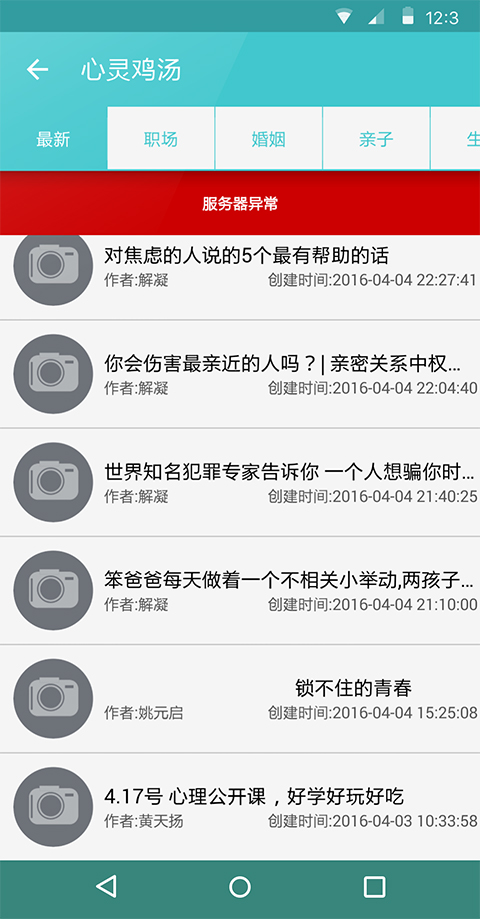 12:3
心灵鸡汤
最新 职场 婚姻 亲子 生
服务器异常
对焦虑的人说的5个最有帮助的话
作者:解凝 创建时间:2016-04-04 22:27:41
你会伤害最亲近的人吗？| 亲密关系中权...
作者:解凝 创建时间:2016-04-04 22:04:40
世界知名犯罪专家告诉你 一个人想骗你时...
作者:解凝 创建时间:2016-04-04 21:40:25
笨爸爸每天做着一个不相关小举动,两孩子...
作者:解凝 创建时间:2016-04-04 21:10:00
锁不住的青春
作者:姚元启 创建时间:2016-04-04 15:25:08
4.17号 心理公开课，好学好玩好吃
作者:黄天扬 创建时间:2016-04-03 10:33:58